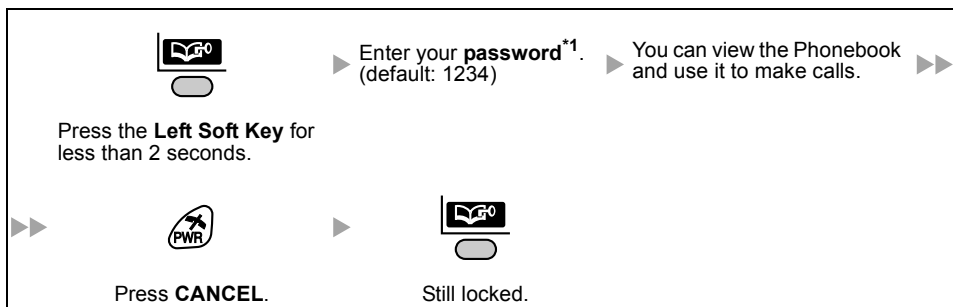 Enter your password*1.
(default: 1234)
You can view the Phonebook
and use it to make calls.
Press the Left Soft Key for
less than 2 seconds.
PWR
Press CANCEL.
Still locked.